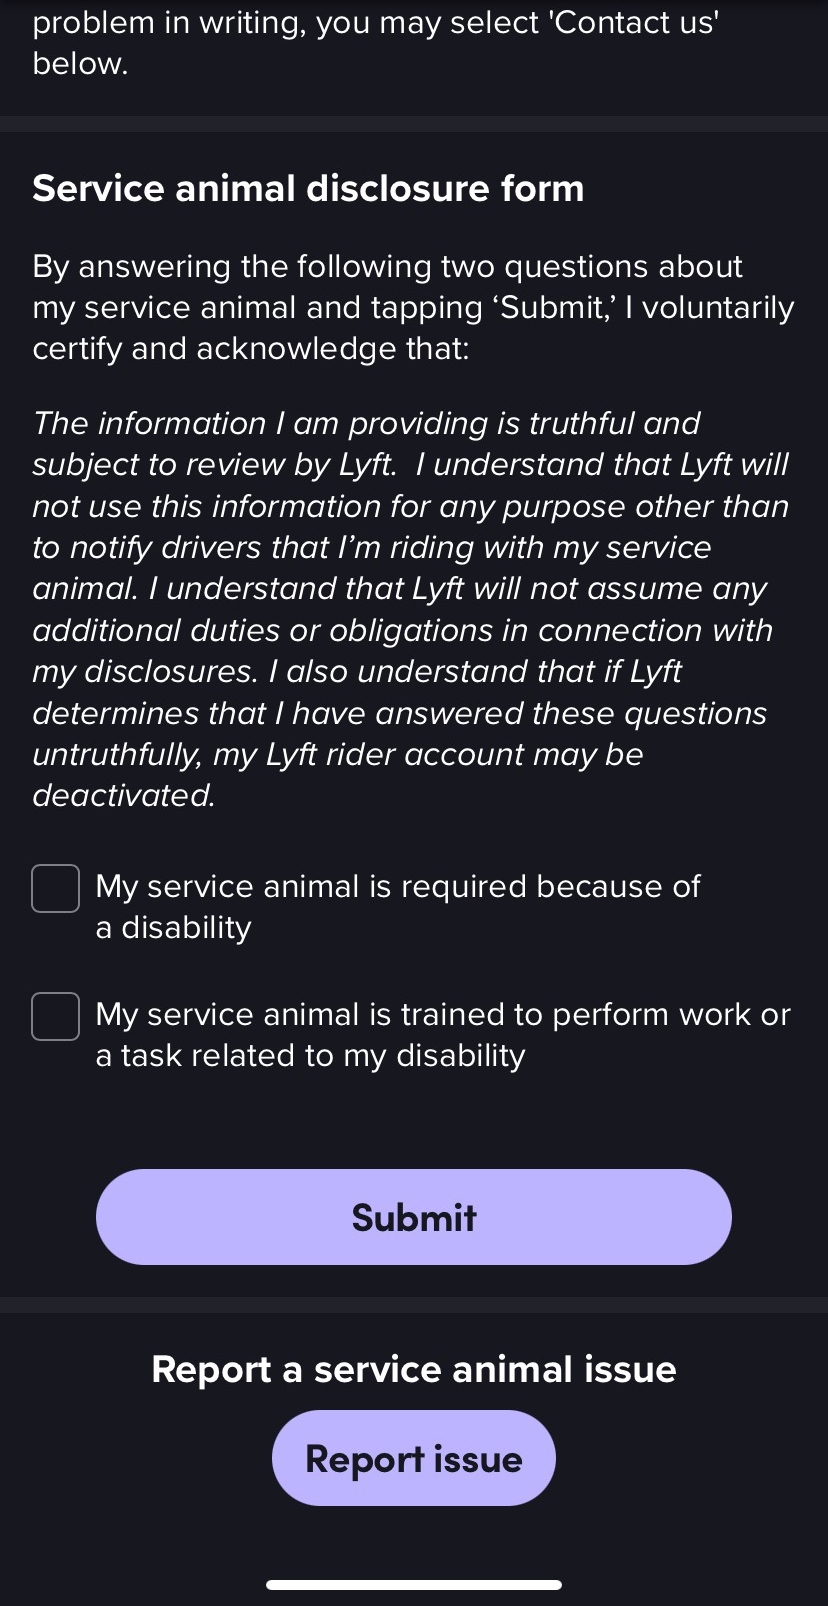 problem in writing, you may select 'Contact us'
below.
Service animal disclosure form
By answering the following two questions about
my service animal and tapping ‘Submit,’ I voluntarily
certify and acknowledge that:
The information I am providing is truthful and
subject to review by Lyft.  I understand that Lyft will
not use this information for any purpose other than
to notify drivers that I’m riding with my service
animal. I understand that Lyft will not assume any
additional duties or obligations in connection with
my disclosures. I also understand that if Lyft
determines that I have answered these questions
untruthfully, my Lyft rider account may be
deactivated.
My service animal is required because of
a disability
My service animal is trained to perform work or
a task related to my disability
Submit
Report a service animal issue
Report issue